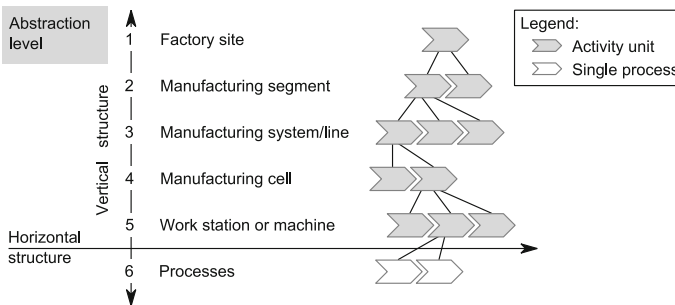 Abstraction
level
1 Factory site
2 Manufacturing segment
3 Manufacturing system/line
4 Manufacturing cell
5 Work station or machine
6 Processes
Vertical structure
Horizontal
structure
Legend:
Activity unit
Single process